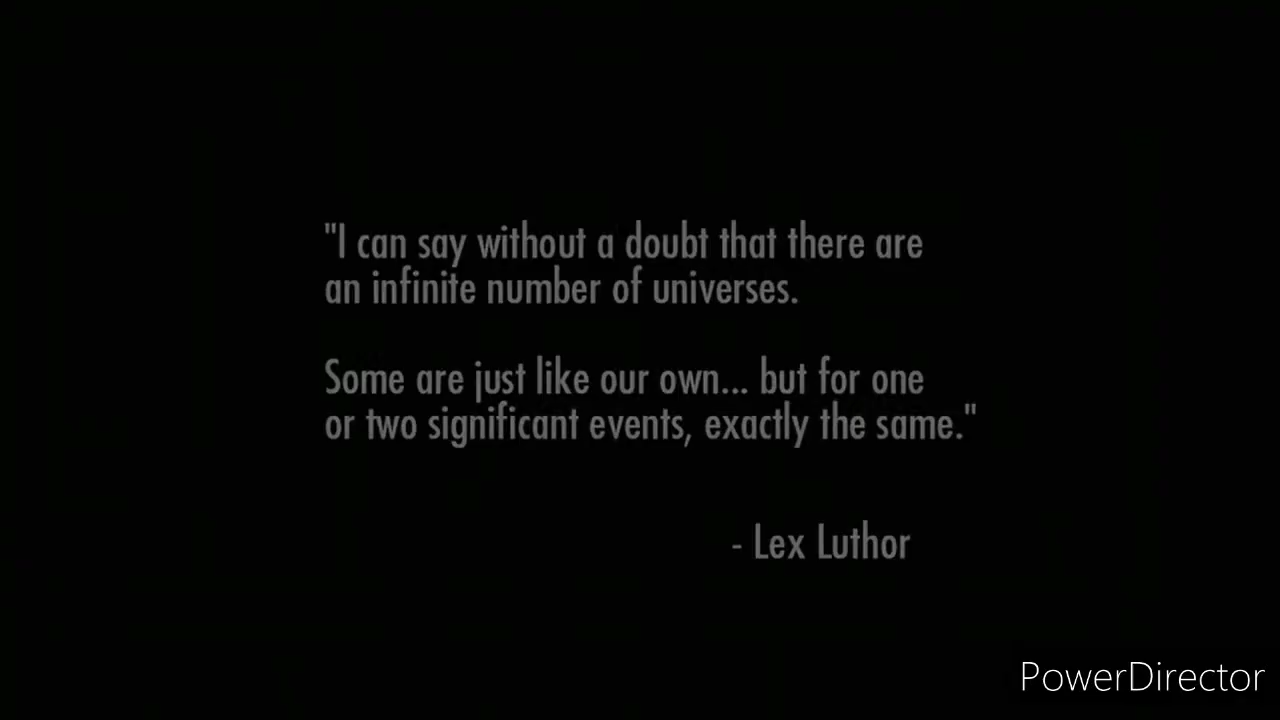 "I can say without a doubt that there are
an infinite number of universes.
Some are just like our own... but for one
or two significant events, exactly the same."
- Lex Luthor
PowerDirector